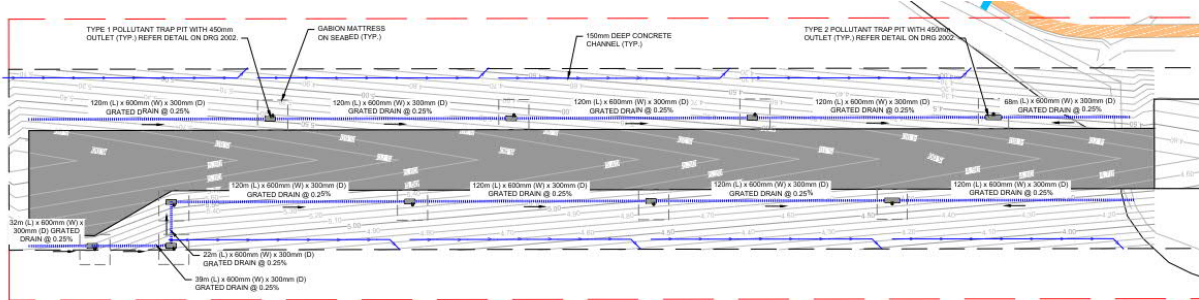 TYPE 1 POLLUTANT TRAP PIT WITH 450mm
OUTLET (TYP.) REFER DETAIL ON DRG 2002.
GABION MATTRESS
ON SEABED (TYP.)
150mm DEEP CONCRETE
CHANNEL (TYP.)
TYPE 2 POLLUTANT TRAP PIT WITH 450mm
OUTLET (TYP.) REFER DETAIL ON DRG 2002.
120m (L) x 600mm (W) x 300mm (D)
GRATED DRAIN @ 0.25%
120m (L) x 600mm (W) x 300mm (D)
GRATED DRAIN @ 0.25%
120m (L) x 600mm (W) x 300mm (D)
GRATED DRAIN @ 0.25%
120m (L) x 600mm (W) x 300mm (D)
GRATED DRAIN @ 0.25%
68m (L) x 600mm (W) x 300mm (D)
GRATED DRAIN @ 0.25%
120m (L) x 600mm (W) x 300mm (D)
GRATED DRAIN @ 0.25%
120m (L) x 600mm (W) x 300mm (D)
GRATED DRAIN @ 0.25%
120m (L) x 600mm (W) x 300mm (D)
GRATED DRAIN @ 0.25%
120m (L) x 600mm (W) x 300mm (D)
GRATED DRAIN @ 0.25%
32m (L) x 600mm (W) x
300mm (D) GRATED
DRAIN @ 0.25%
22m (L) x 600mm (W) x 300mm (D)
GRATED DRAIN @ 0.25%
39m (L) x 600mm (W) x 300mm (D)
GRATED DRAIN @ 0.25%